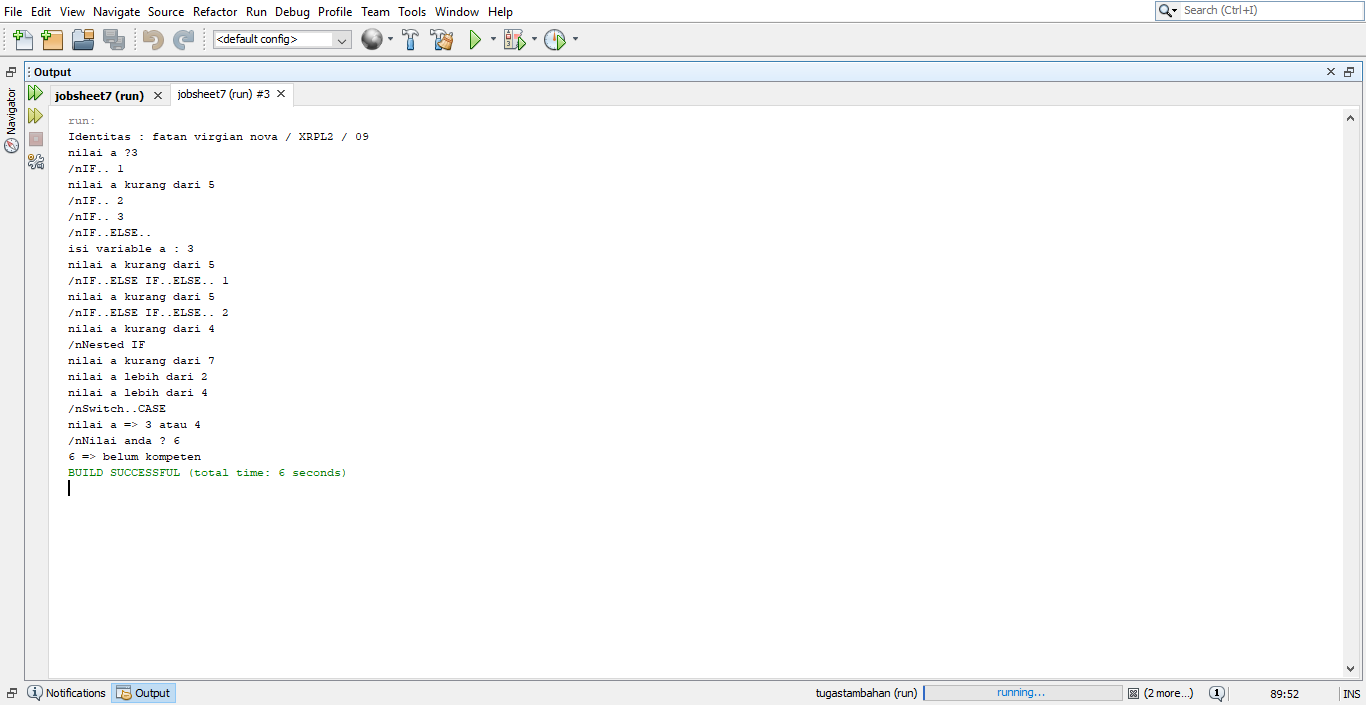 File Edit View Navigate Source Refactor Run Debug Profile Team Tools Window Help
Search (Ctrl+I)
<default config>
Output
Navigator
jobsheet7 (run)
jobsheet7 (run) #3
run:
Identitas : fatan virgian nova / XRPL2 / 09
nilai a ?3
/nIF.. 1
nilai a kurang dari 5
/nIF.. 2
/nIF.. 3
/nIF..ELSE..
isi variable a : 3
nilai a kurang dari 5
/nIF..ELSE IF..ELSE.. 1
nilai a kurang dari 5
/nIF..ELSE IF..ELSE.. 2
nilai a kurang dari 4
/nNested IF
nilai a kurang dari 7
nilai a lebih dari 2
nilai a lebih dari 4
/nSwitch..CASE
nilai a => 3 atau 4
/nNilai anda ? 6
6 => belum kompeten
BUILD SUCCESSFUL (total time: 6 seconds)
Notifications
Output
tugastambahan (run)
running...
(2 more...)
1
89:52
INS